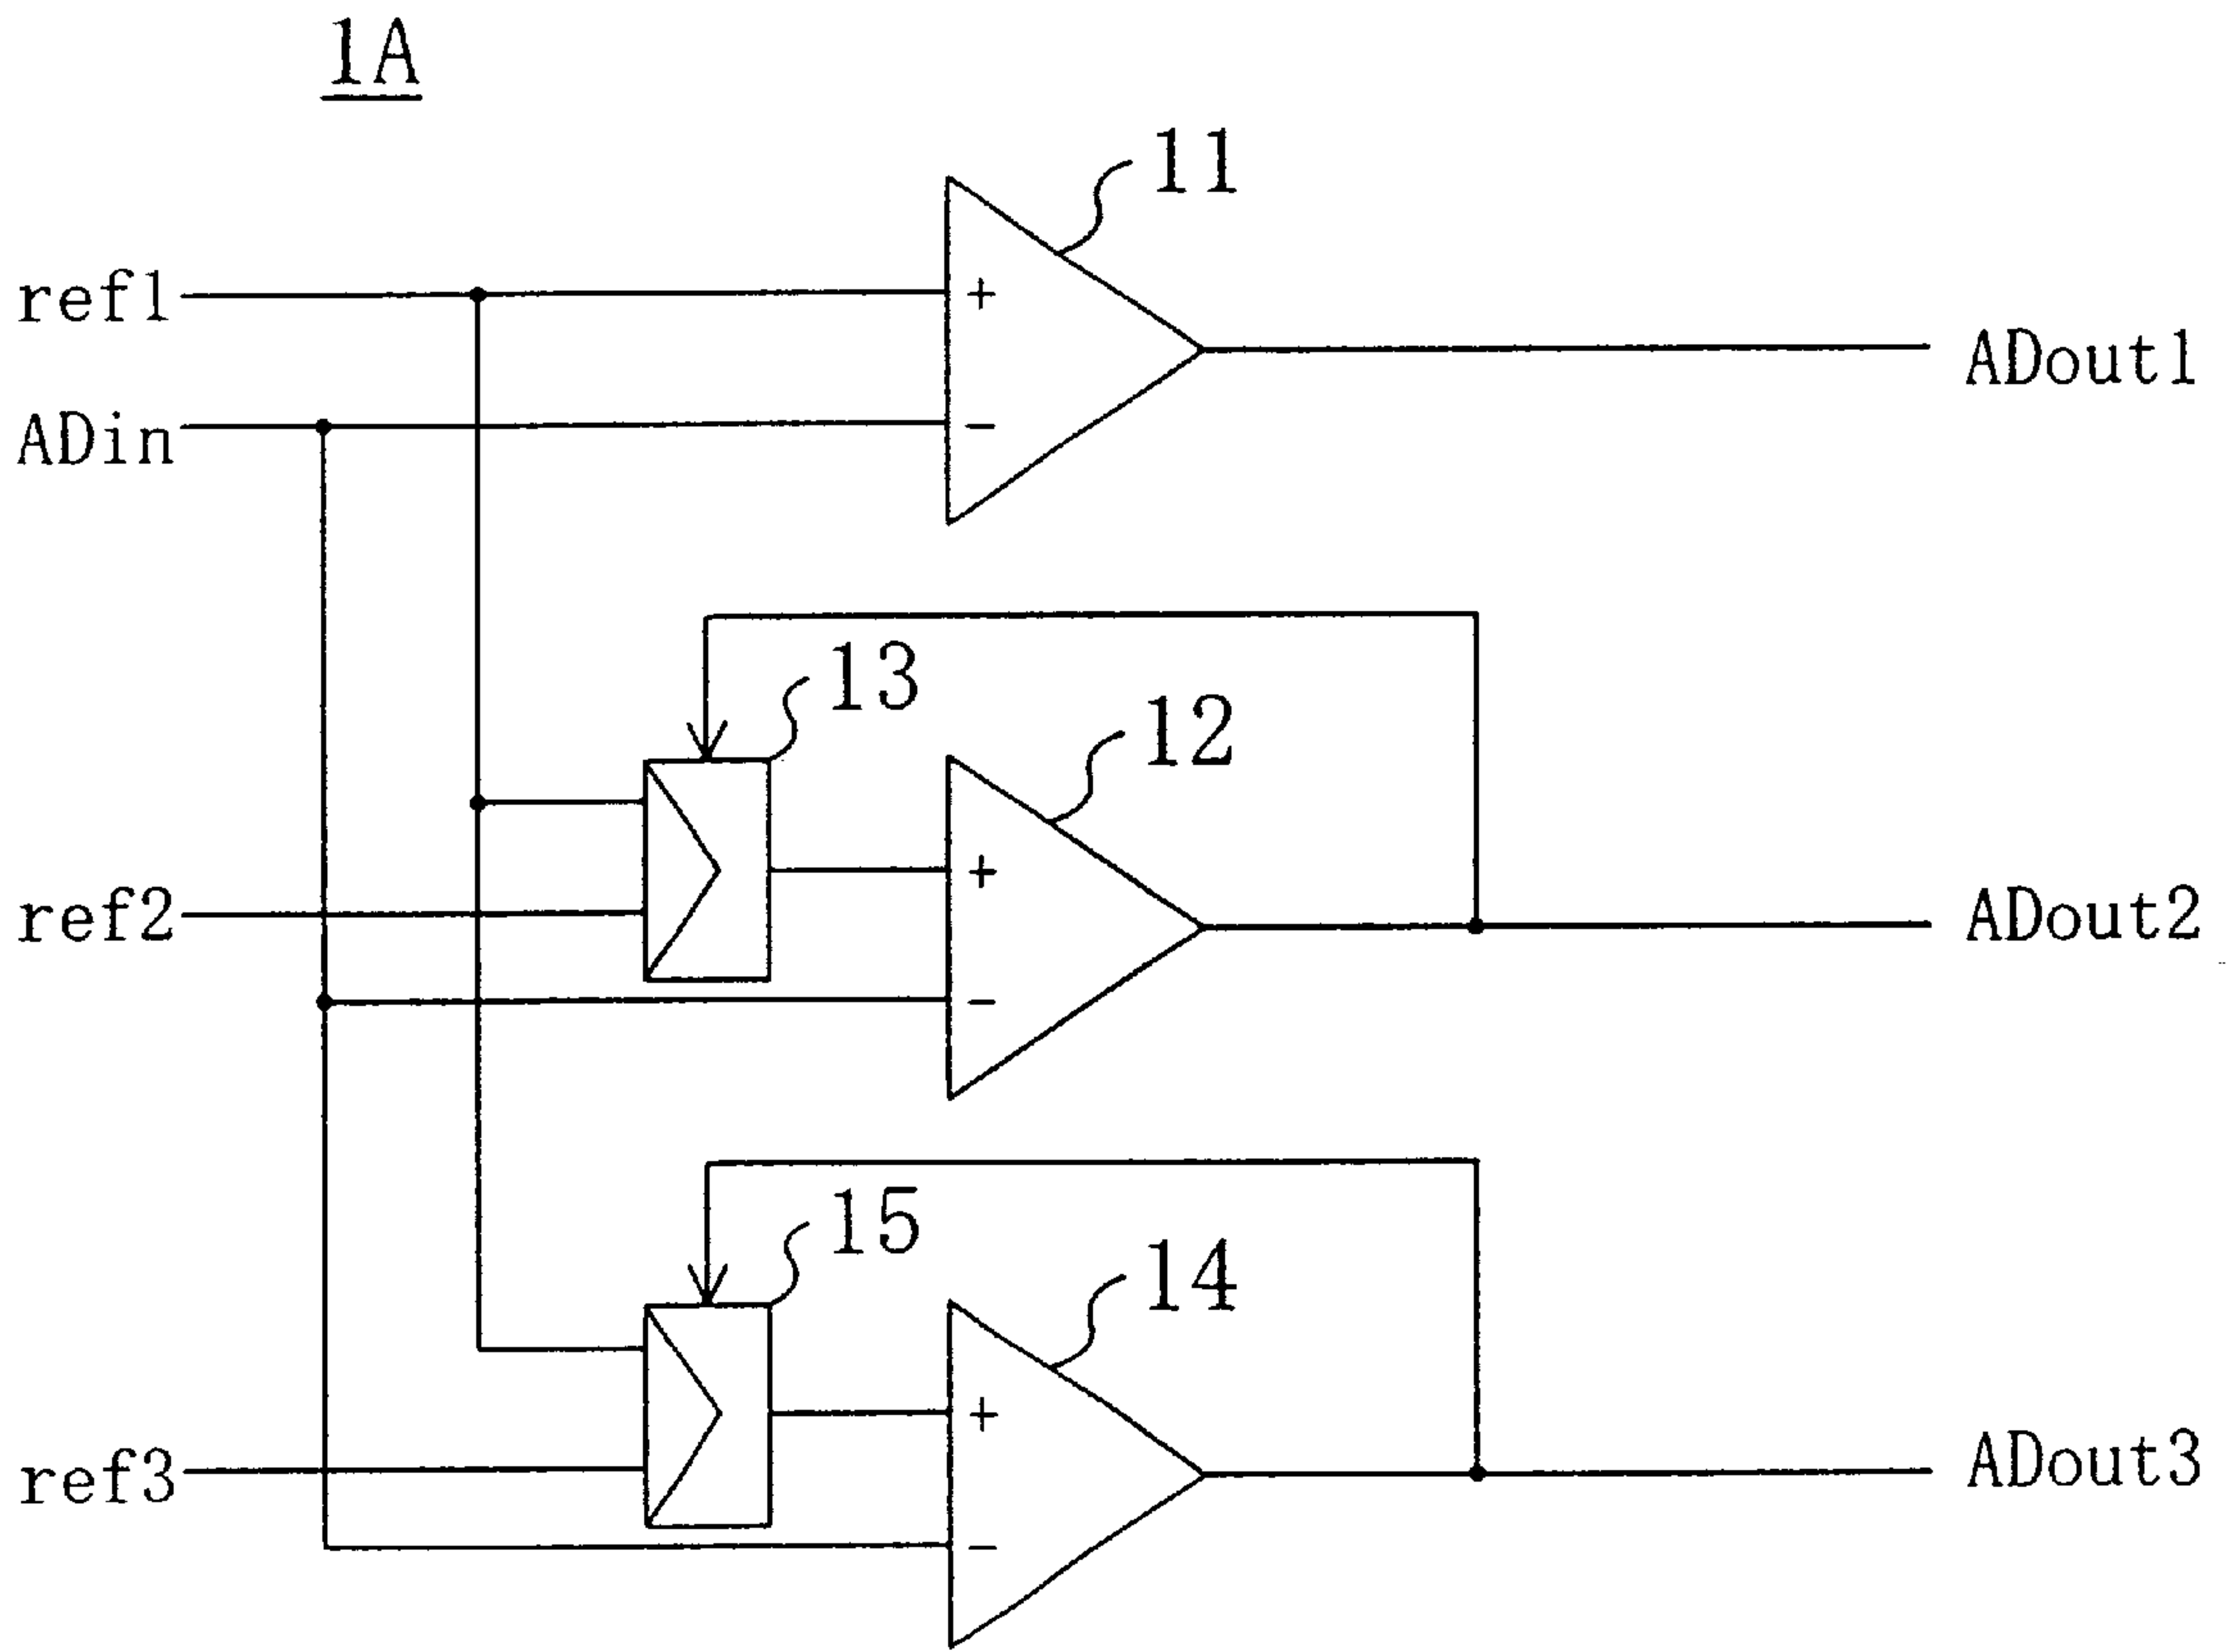 1A
11
ref1
+
ADout1
ADin
-
13
12
+
ref2
ADout2
-
15
14
+
ref3
ADout3
-